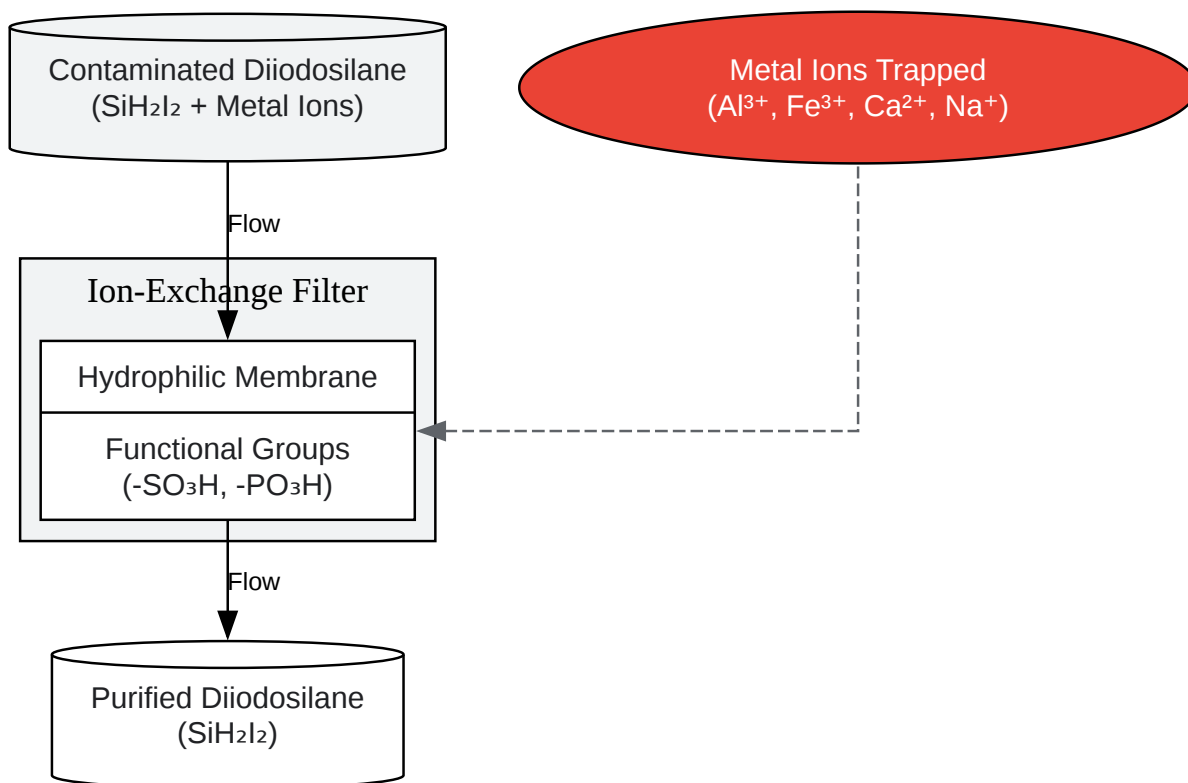 Contaminated Diiodosilane
(SiH₂I₂ + Metal Ions)
Metal Ions Trapped
(Al³⁺, Fe³⁺, Ca²⁺, Na⁺)
Flow
Ion-Exchange Filter
Hydrophilic Membrane
Functional Groups
(-SO₃H, -PO₃H)
Flow
Purified Diiodosilane
(SiH₂I₂)